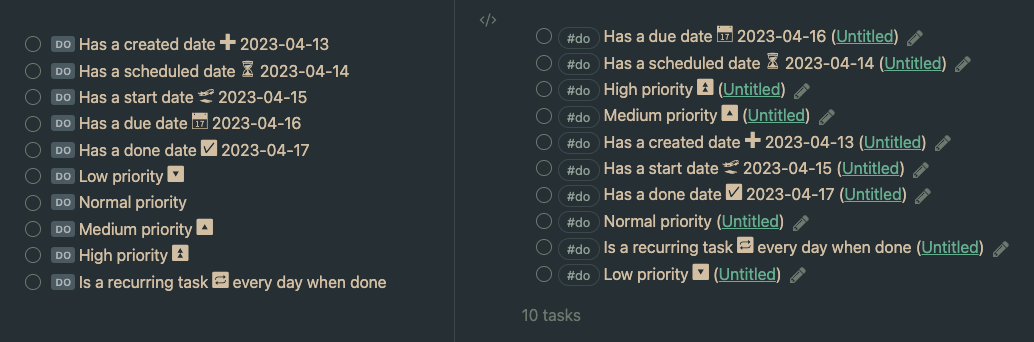 DO Has a created date ➕ 2023-04-13
DO Has a scheduled date ⏳ 2023-04-14
DO Has a start date 🛫 2023-04-15
DO Has a due date 📅 2023-04-16
DO Has a done date ✅ 2023-04-17
DO Low priority 🔽
DO Normal priority
DO Medium priority 🔼
DO High priority ⏫
DO Is a recurring task 🔁 every day when done
</>
#do Has a due date 📅 2023-04-16 (Untitled)
#do Has a scheduled date ⏳ 2023-04-14 (Untitled)
#do High priority ⏫ (Untitled)
#do Medium priority 🔼 (Untitled)
#do Has a created date ➕ 2023-04-13 (Untitled)
#do Has a start date 🛫 2023-04-15 (Untitled)
#do Has a done date ✅ 2023-04-17 (Untitled)
#do Normal priority (Untitled)
#do Is a recurring task 🔁 every day when done (Untitled)
#do Low priority 🔽 (Untitled)
10 tasks